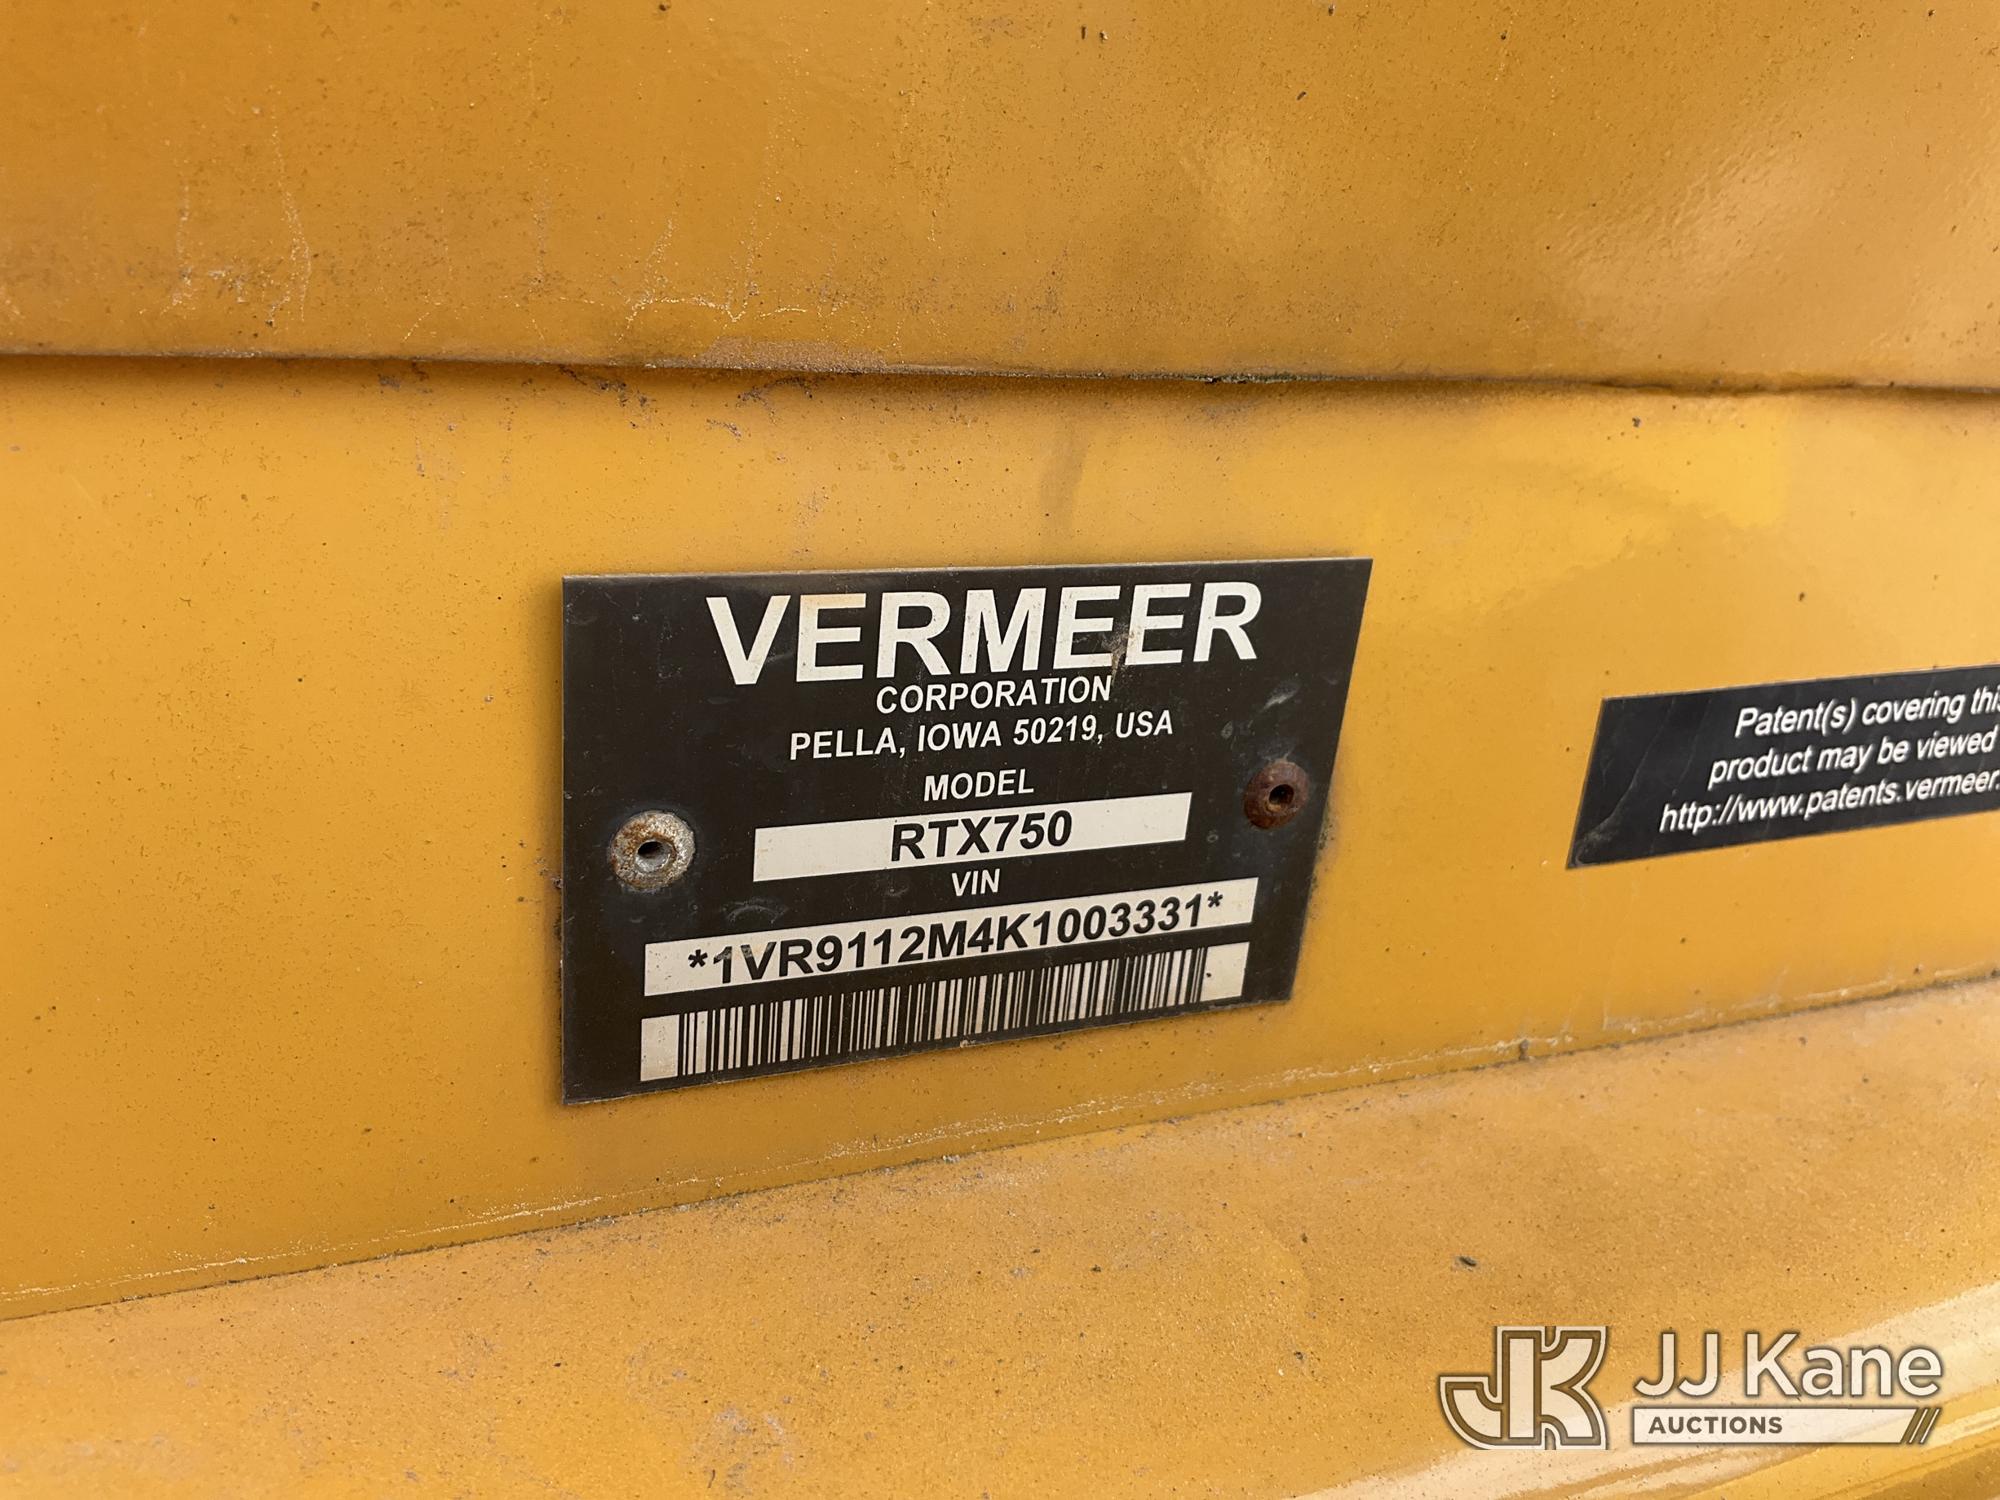 VERMEER
CORPORATION
PELLA, IOWA 50219, USA
MODEL
RTX750
VIN
*1VR9112M4K1003331*
Patent(s) covering this
product may be viewed
http://www.patents.vermeer.
JJ Kane
AUCTIONS